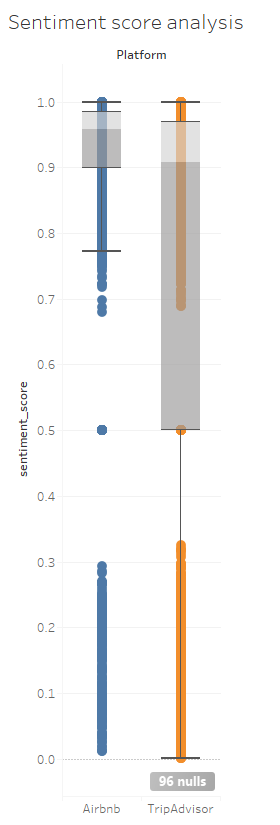 Sentiment score analysis
Platform
1.0
0.9
0.8
0.7
0.6
0.5
0.4
0.3
0.2
0.1
0.0
sentiment_score
96 nulls
Airbnb
TripAdvisor